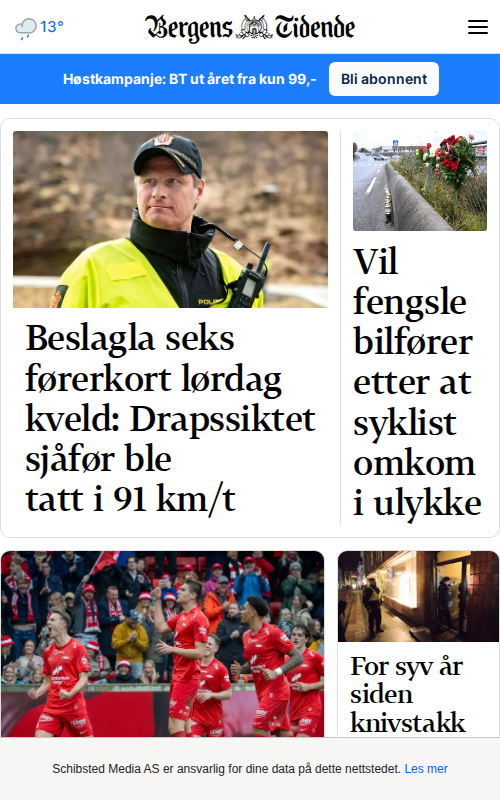 13°
Bergens Tidende
Høstkampanje: BT ut året fra kun 99,-
Bli abonnent
POLITI
Beslagla seks
førerkort lørdag
kveld: Drapssiktet
sjåfør ble
tatt i 91 km/t
Vil
fengsle
bilfører
etter at
syklist
omkom
i ulykke
For syv år
siden
knivstakk
Schibsted Media AS er ansvarlig for dine data på dette nettstedet. Les mer